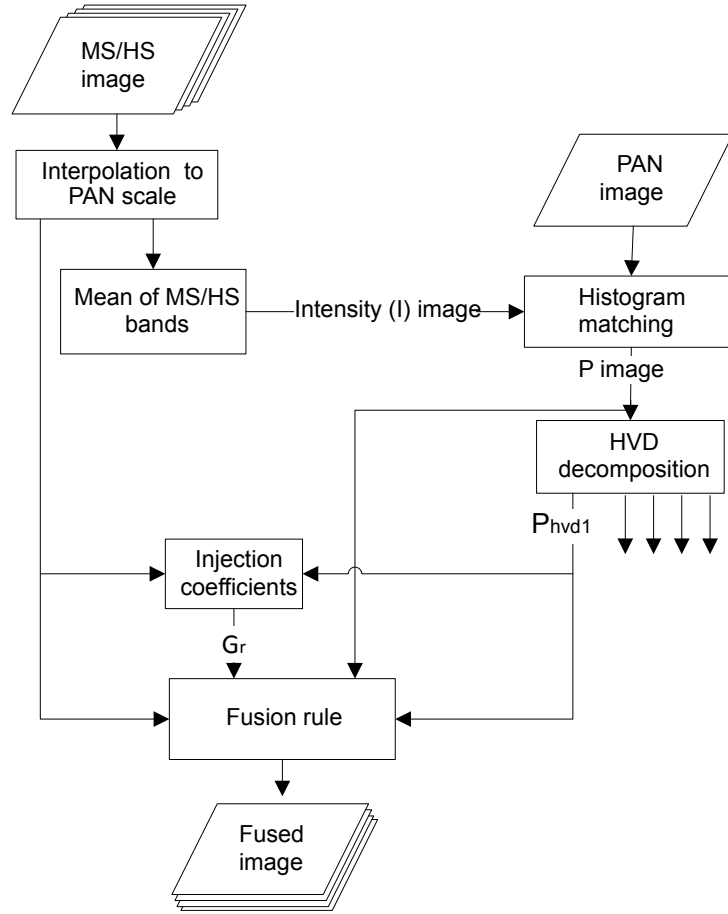 MS/HS
image
Interpolation to
PAN scale
PAN
image
Mean of MS/HS
bands
Intensity (I) image
Histogram
matching
P image
HVD
decomposition
Phvd1
Injection
coefficients
Gr
Fusion rule
Fused
image